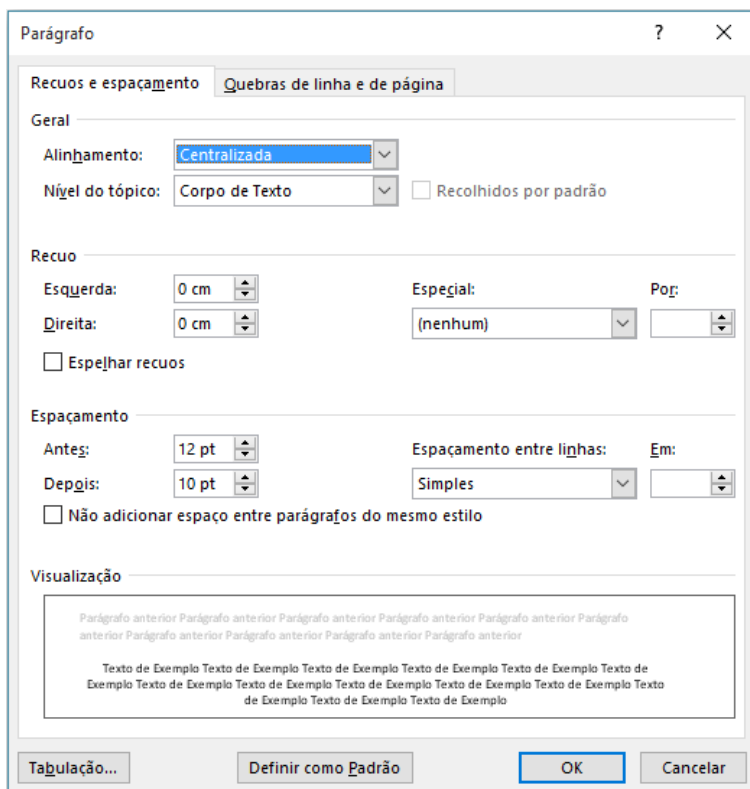 Parágrafo ?
Recuos e espaçamento Quebras de linha e de página
Geral
Alinhamento: Centralizada
Nível do tópico: Corpo de Texto Recolhidos por padrão
Recuo
Esquerda: 0 cm Especial: Por:
Direita: 0 cm (nenhum)
Espelhar recuos
Espaçamento
Antes: 12 pt Espaçamento entre linhas: Em:
Depois: 10 pt Simples
Não adicionar espaço entre parágrafos do mesmo estilo
Visualização
Parágrafo anterior Parágrafo anterior Parágrafo anterior Parágrafo anterior Parágrafo anterior Parágrafo
anterior Parágrafo anterior Parágrafo anterior Parágrafo anterior Parágrafo anterior
Texto de Exemplo Texto de Exemplo Texto de Exemplo Texto de Exemplo Texto de Exemplo Texto de
Exemplo Texto de Exemplo Texto de Exemplo Texto de Exemplo Texto de Exemplo Texto de Exemplo Texto
de Exemplo Texto de Exemplo Texto de Exemplo
Tabulação... Definir como Padrão OK Cancelar